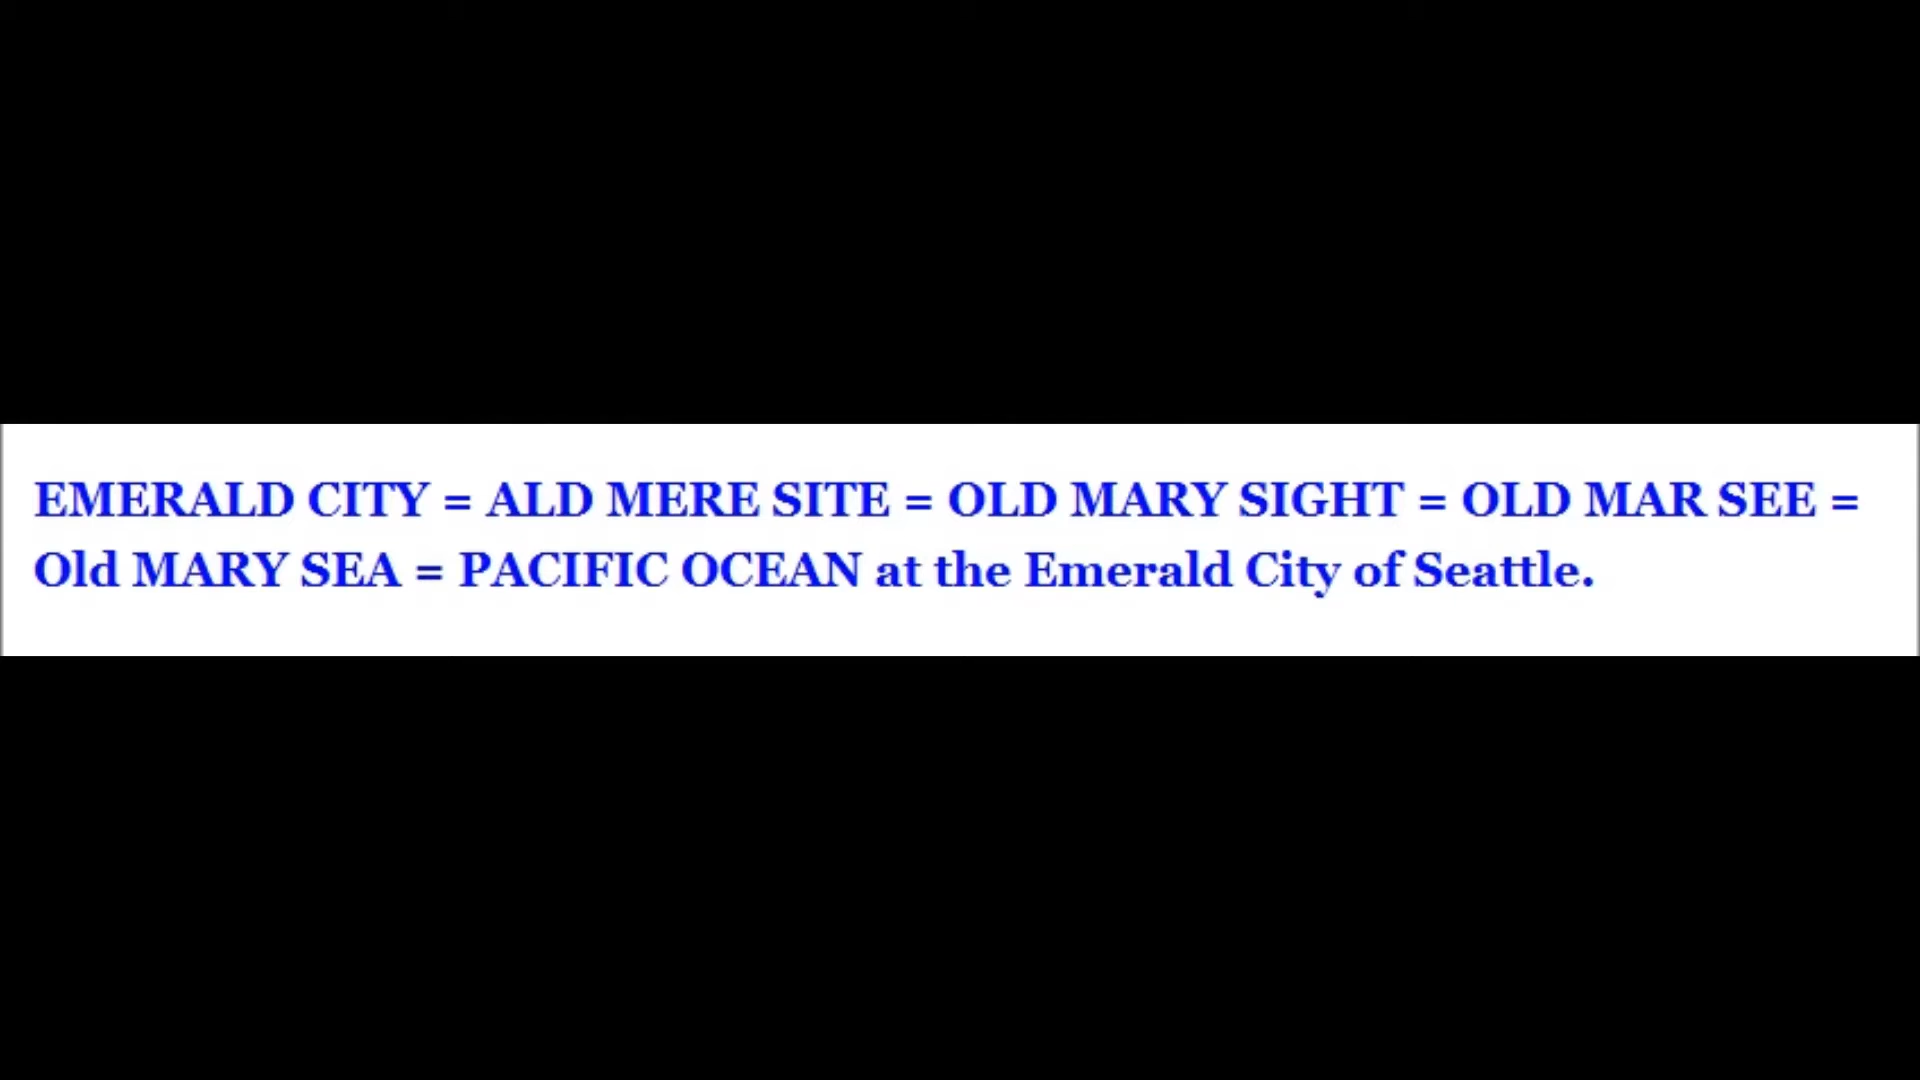 EMERALD CITY = ALD MERE SITE = OLD MARY SIGHT = OLD MAR SEE =
Old MARY SEA = PACIFIC OCEAN at the Emerald City of Seattle.